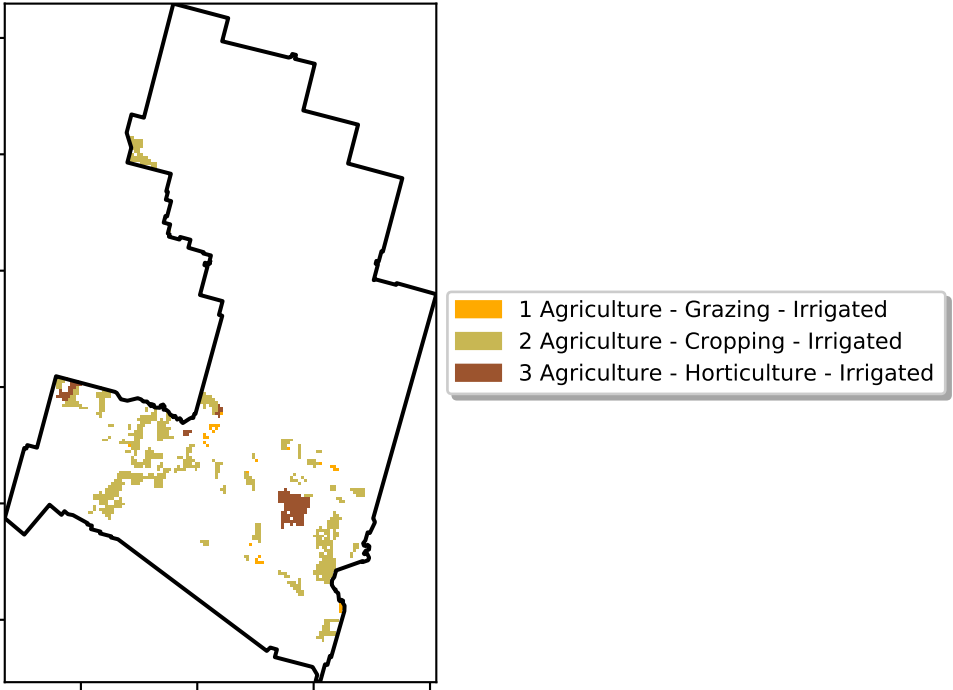 1 Agriculture - Grazing - Irrigated
2 Agriculture - Cropping - Irrigated
3 Agriculture - Horticulture - Irrigated